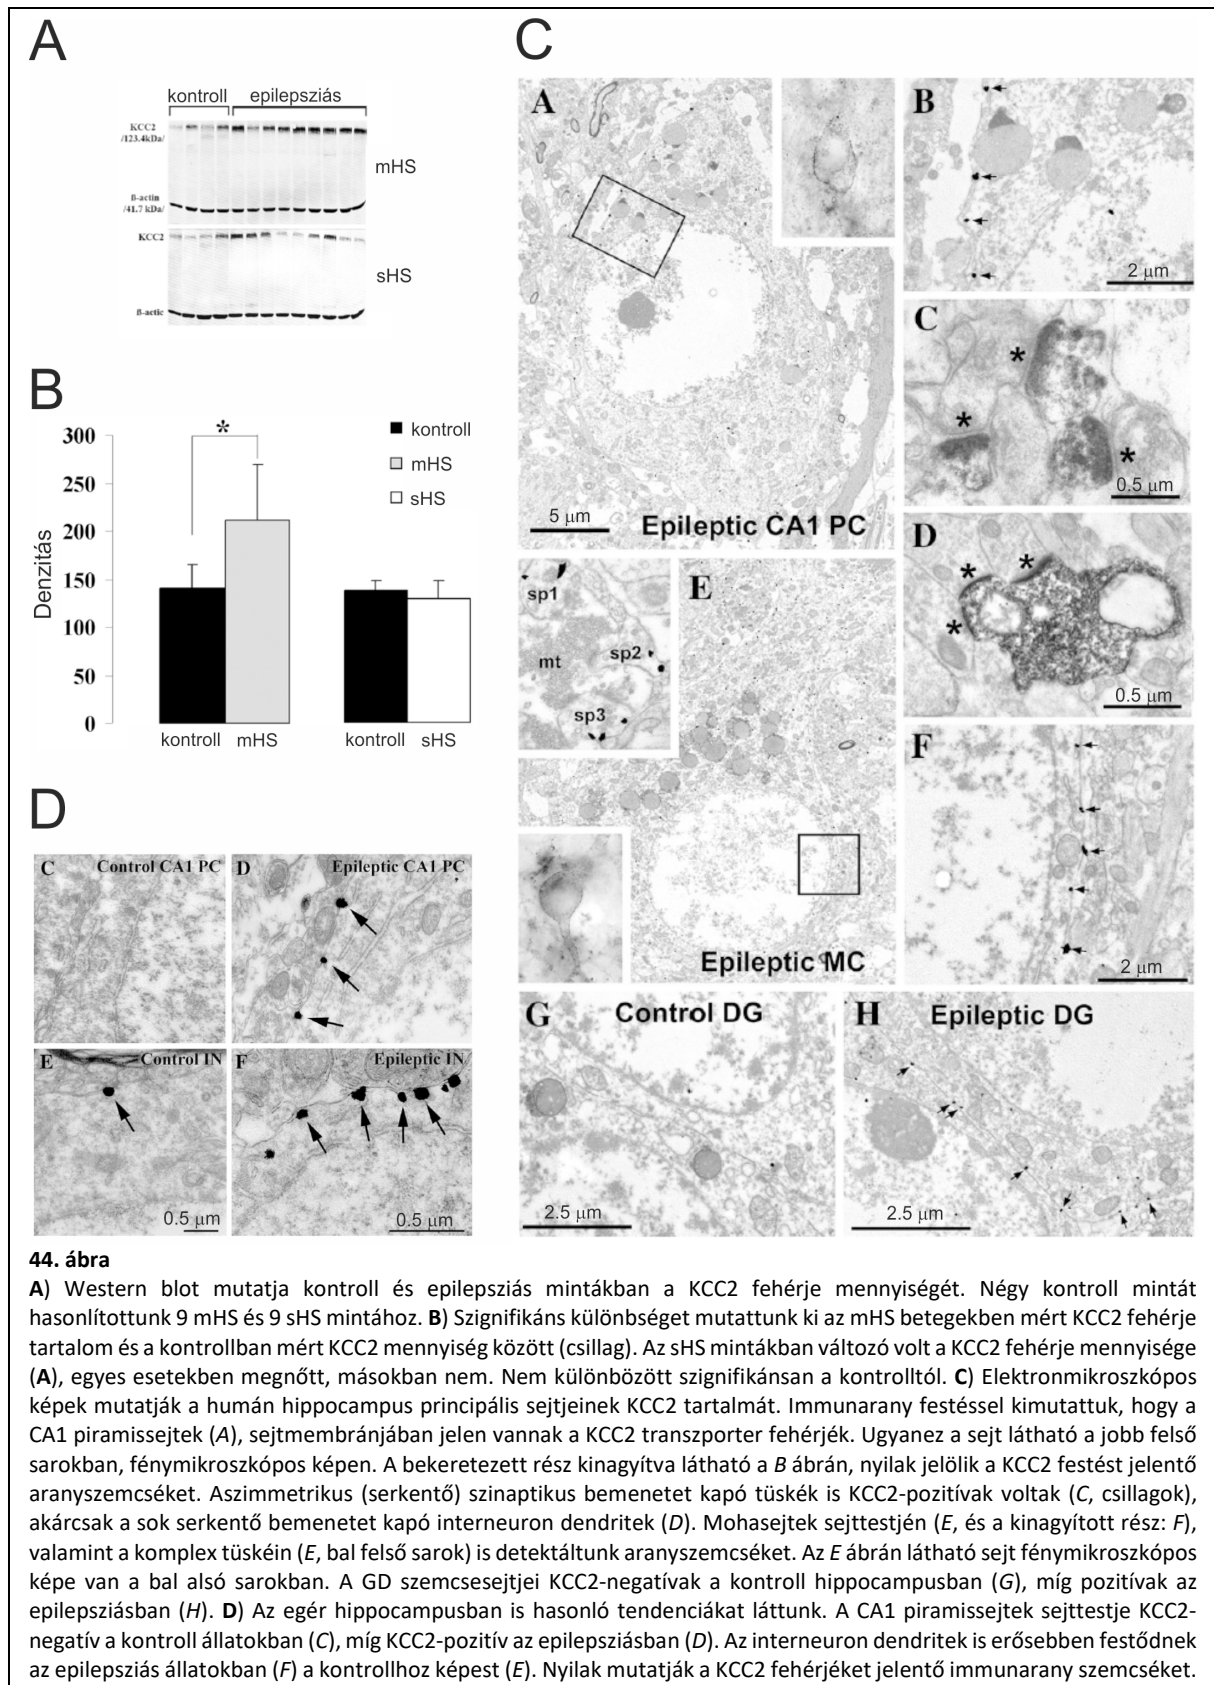 A
kontroll epilepsziás
KCC2
/123.4kDa/
mHS
ß-actin
/41.7 kDa/
KCC2
sHS
ß-actic
B
300
250
200
150
100
50
0
Denzitás
*
kontroll
mHS
sHS
kontroll mHS kontroll sHS
C
A
5 µm
Epileptic CA1 PC
B
2 µm
C
*
*
*
0.5 µm
D
*
*
*
0.5 µm
sp1
mt
sp2
sp3
E
Epileptic MC
F
2 µm
G
Control DG
2.5 µm
H
Epileptic DG
2.5 µm
D
C Control CA1 PC
D Epileptic CA1 PC
E Control IN
0.5 µm
F Epileptic IN
0.5 µm
44. ábra
A) Western blot mutatja kontroll és epilepsziás mintákban a KCC2 fehérje mennyiségét. Négy kontroll mintát
hasonlítottunk 9 mHS és 9 sHS mintához. B) Szignifikáns különbséget mutattunk ki az mHS betegekben mért KCC2 fehérje
tartalom és a kontrollban mért KCC2 mennyiség között (csillag). Az sHS mintákban változó volt a KCC2 fehérje mennyisége
(A), egyes esetekben megnőtt, másokban nem. Nem különbözött szignifikánsan a kontrolltól. C) Elektronmikroszkópos
képek mutatják a humán hippocampus principális sejtjeinek KCC2 tartalmát. Immunarany festéssel kimutattuk, hogy a
CA1 piramissejtek (A), sejtmembránjában jelen vannak a KCC2 transzporter fehérjék. Ugyanez a sejt látható a jobb felső
sarokban, fénymikroszkópos képen. A bekeretezett rész kinagyítva látható a B ábrán, nyilak jelölik a KCC2 festést jelentő
aranyszemcséket. Aszimmetrikus (serkentő) szinaptikus bemenetet kapó tüskék is KCC2-pozitívak voltak (C, csillagok),
akárcsak a sok serkentő bemenetet kapó interneuron dendritek (D). Mohasejtek sejttestjén (E, és a kinagyított rész: F),
valamint a komplex tüskéin (E, bal felső sarok) is detektáltunk aranyszemcséket. Az E ábrán látható sejt fénymikroszkópos
képe van a bal alsó sarokban. A GD szemcsesejtjei KCC2-negatívak a kontroll hippocampusban (G), míg pozitívak az
epilepsziásban (H). D) Az egér hippocampusban is hasonló tendenciákat láttunk. A CA1 piramissejtek sejttestje KCC2-
negatív a kontroll állatokban (C), míg KCC2-pozitív az epilepsziásban (D). Az interneuron dendritek is erősebben festődnek
az epilepsziás állatokban (F) a kontrollhoz képest (E). Nyilak mutatják a KCC2 fehérjéket jelentő immunarany szemcséket.